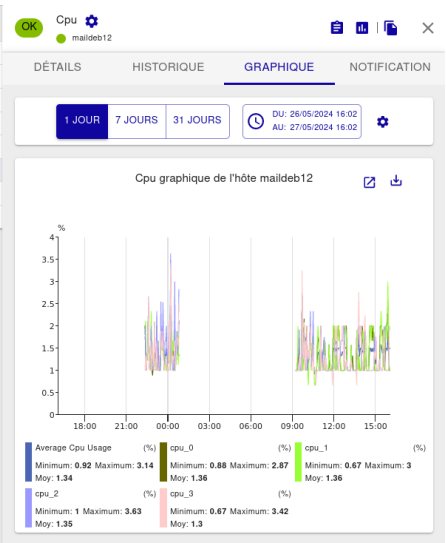 OK
Cpu
maildeb12
DÉTAILS HISTORIQUE GRAPHIQUE NOTIFICATION
1 JOUR 7 JOURS 31 JOURS
DU: 26/05/2024 16:02
AU: 27/05/2024 16:02
Cpu graphique de l'hôte maildeb12
%
4
3.5
3
2.5
2
1.5
1
0.5
0
18:00 21:00 00:00 03:00 06:00 09:00 12:00 15:00
Average Cpu Usage (%)
Minimum: 0.92 Maximum: 3.14
Moy: 1.34
cpu_0 (%)
Minimum: 0.88 Maximum: 2.87
Moy: 1.36
cpu_1 (%)
Minimum: 0.67 Maximum: 3
Moy: 1.36
cpu_2 (%)
Minimum: 1 Maximum: 3.63
Moy: 1.35
cpu_3 (%)
Minimum: 0.67 Maximum: 3.42
Moy: 1.3